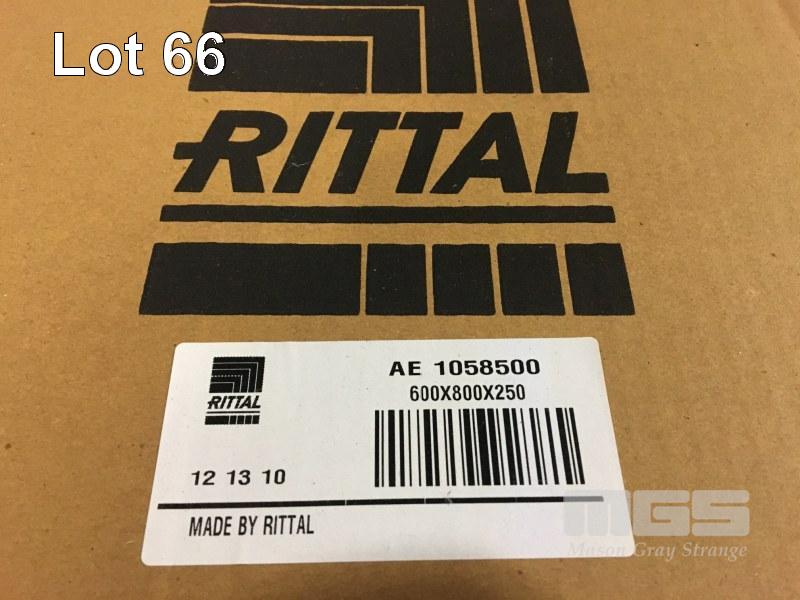 Lot 66
RITTAL
RITTAL
AE 1058500
600X800X250
12 13 10
MADE BY RITTAL
MGS
Mason Gray Strange